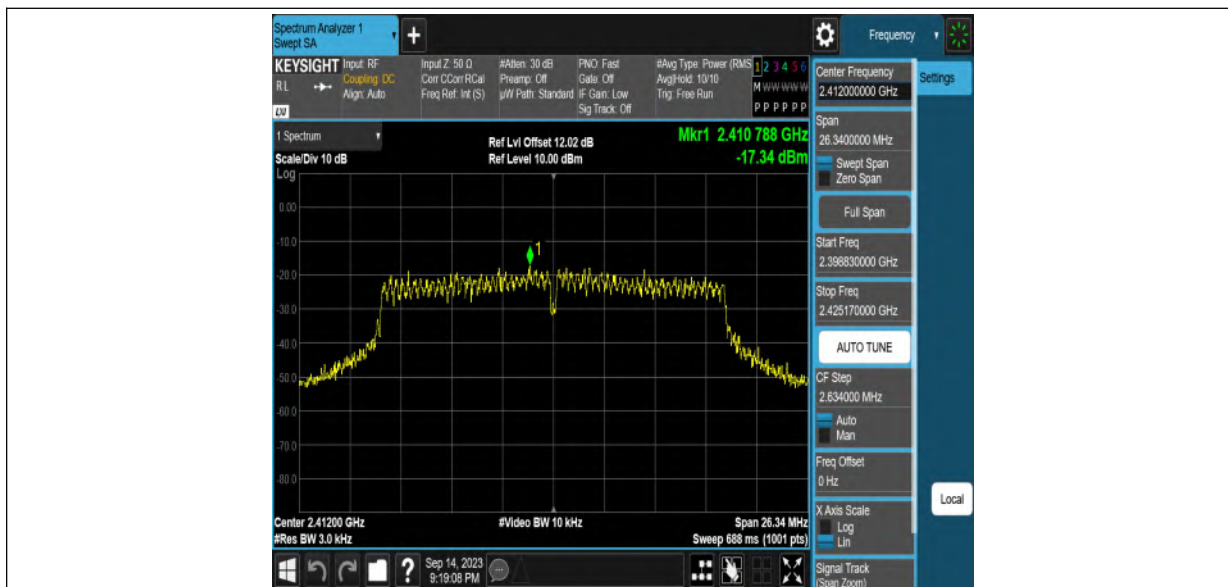 Spectrum Analyzer 1
Swept SA
Frequency
KEYSIGHT
RL
LXI
Input: RF
Coupling: DC
Align: Auto
Input Z: 50 Ω
Corr CCorr RCal
Freq Ref: Int (S)
#Atten: 30 dB
Preamp: Off
µW Path: Standard
PNO: Fast
Gate: Off
IF Gain: Low
Sig Track: Off
#Avg Type: Power (RMS
Avg|Hold: 10/10
Trig: Free Run
1 2 3 4 5 6
M W W W W W
P P P P P P
1 Spectrum
Scale/Div 10 dB
Log
Ref Lvl Offset 12.02 dB
Ref Level 10.00 dBm
Mkr1 2.410 788 GHz
-17.34 dBm
0.00
-10.0
-20.0
-30.0
-40.0
-50.0
-60.0
-70.0
-80.0
1
Center 2.41200 GHz
#Res BW 3.0 kHz
#Video BW 10 kHz
Span 26.34 MHz
Sweep 688 ms (1001 pts)
Center Frequency
2.412000000 GHz
Settings
Span
26.3400000 MHz
Swept Span
Zero Span
Full Span
Start Freq
2.398830000 GHz
Stop Freq
2.425170000 GHz
AUTO TUNE
CF Step
2.634000 MHz
Auto
Man
Freq Offset
0 Hz
X Axis Scale
Log
Lin
Local
Signal Track
(Span Zoom)
?
Sep 14, 2023
9:19:08 PM